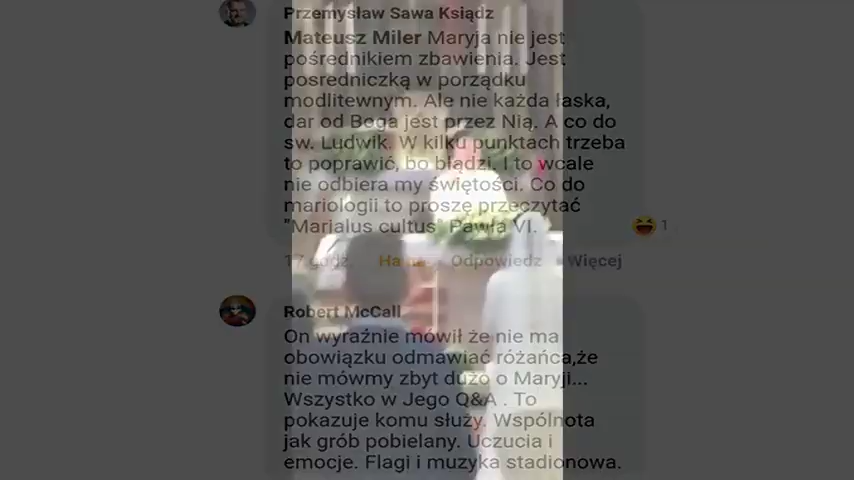 Przemysław Sawa Ksiądz
Mateusz Miler Maryja nie jest
pośrednikiem zbawienia. Jest
posredniczką w porządku
modlitewnym. Ale nie każda łaska,
dar od Boga jest przez Nią. A co do
sw. Ludwik. W kilku punktach trzeba
to poprawić, bo błądzi. I to wcale
nie odbiera my świętości. Co do
mariologii to proszę przeczytać
"Marialus cultus" Pawła VI.
1
17 godz. Odpowiedz Więcej
Robert McCall
On wyraźnie mówił że nie ma
obowiązku odmawiać różańca,że
nie mówmy zbyt dużo o Maryji...
Wszystko w Jego Q&A . To
pokazuje komu służy. Wspólnota
jak grób pobielany. Uczucia i
emocje. Flagi i muzyka stadionowa.